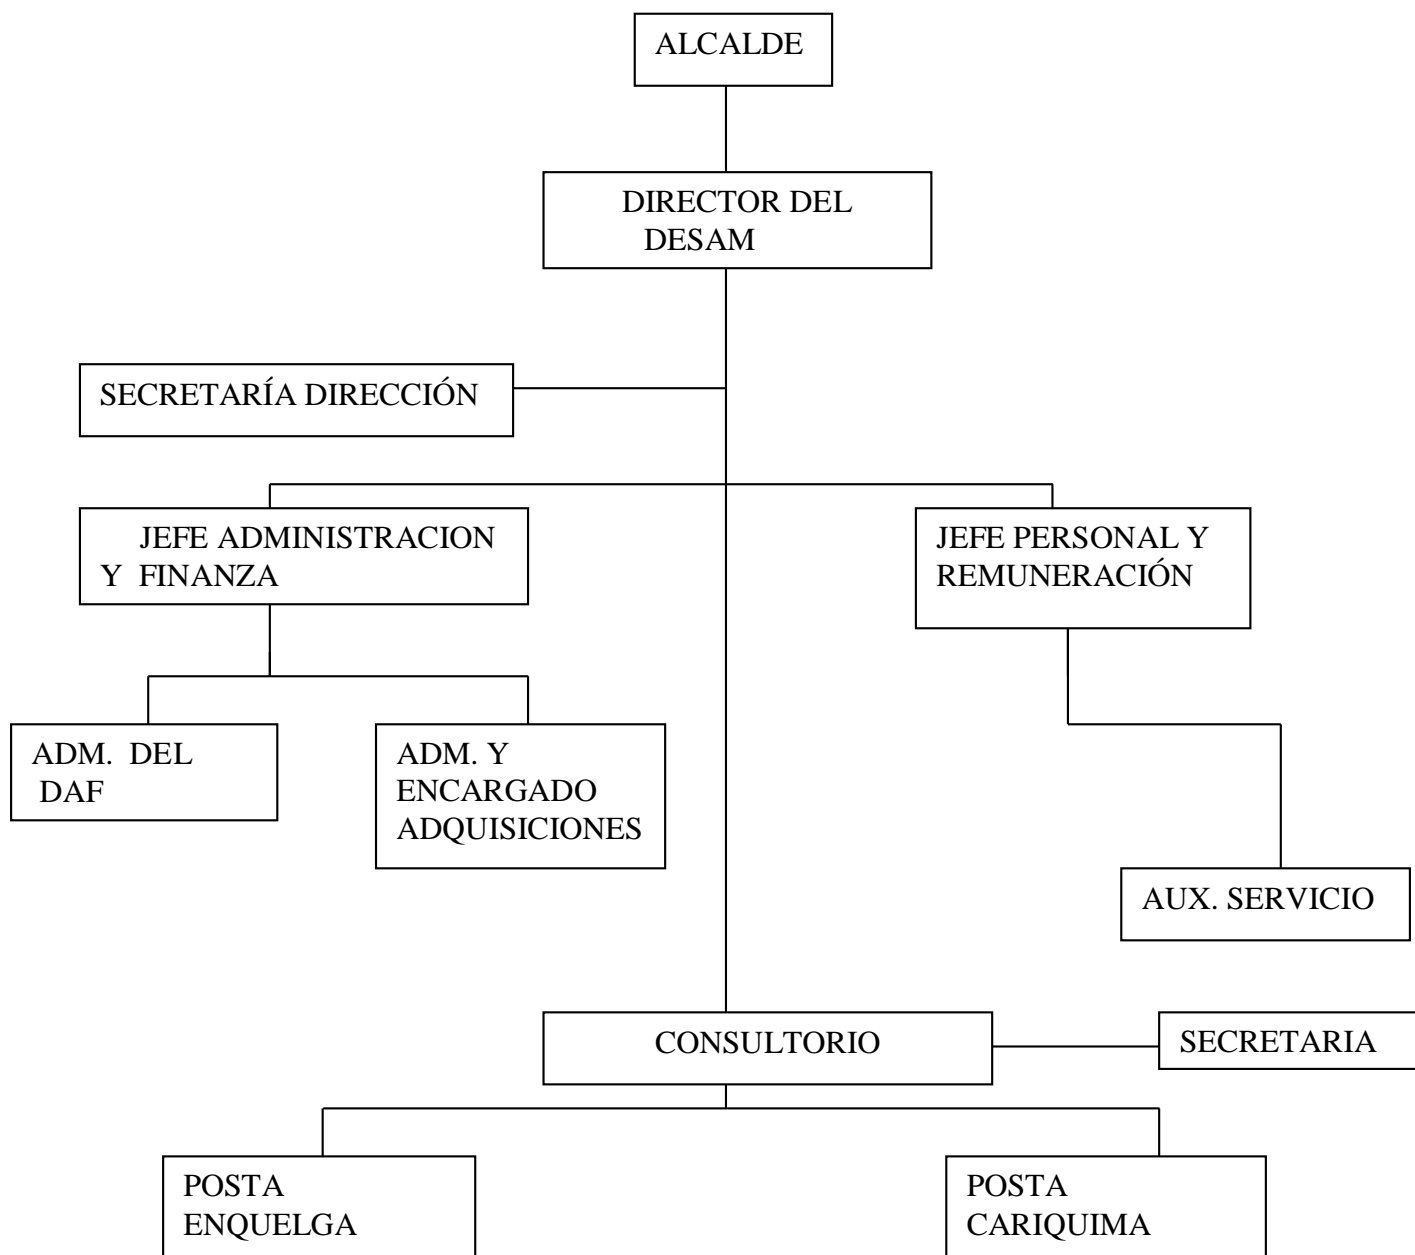 ALCALDE
DIRECTOR DEL
DESAM
SECRETARÍA DIRECCIÓN
JEFE ADMINISTRACION
Y FINANZA
JEFE PERSONAL Y
REMUNERACIÓN
ADM. DEL
DAF
ADM. Y
ENCARGADO
ADQUISICIONES
AUX. SERVICIO
CONSULTORIO
SECRETARIA
POSTA
ENQUELGA
POSTA
CARIQUIMA